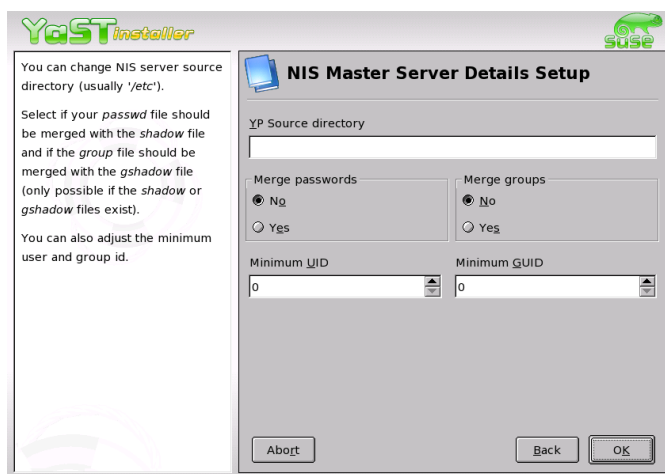 YaST installer
suse
You can change NIS server source
directory (usually '/etc').
Select if your passwd file should
be merged with the shadow file
and if the group file should be
merged with the gshadow file
(only possible if the shadow or
gshadow files exist).
You can also adjust the minimum
user and group id.
NIS Master Server Details Setup
YP Source directory
Merge passwords
No
Yes
Merge groups
No
Yes
Minimum UID
0
Minimum GUID
0
Abort
Back
OK